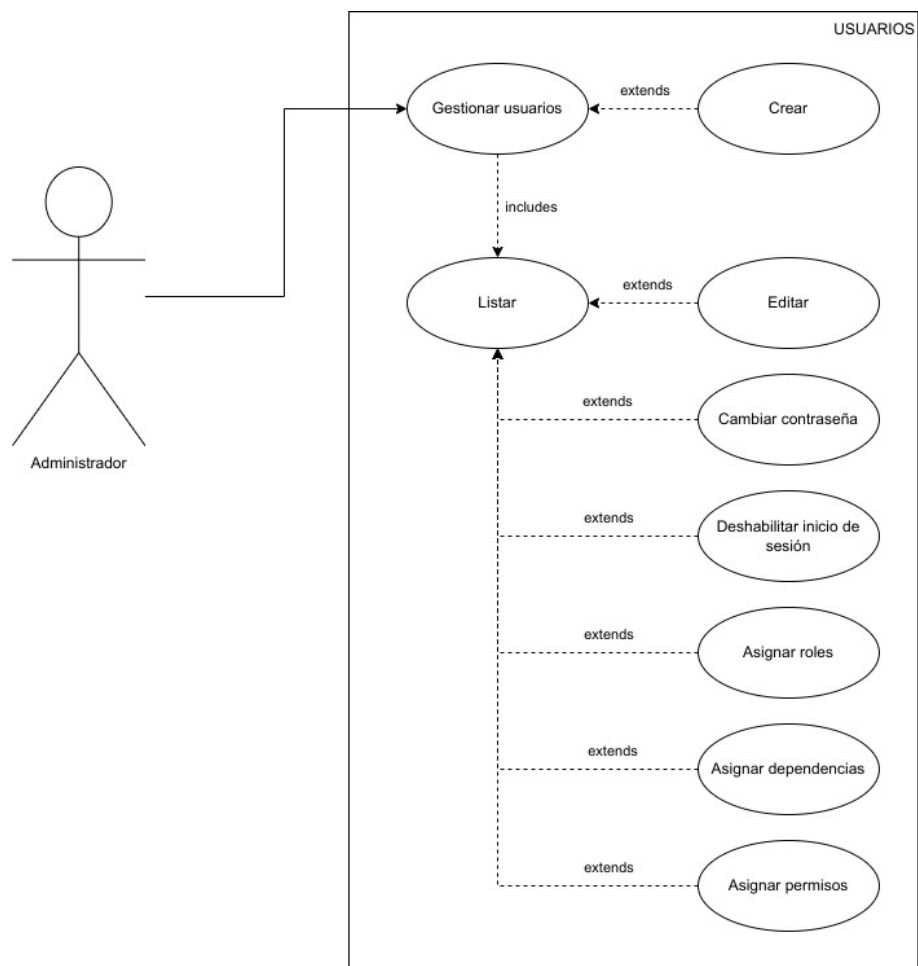 USUARIOS
Gestionar usuarios
extends
Crear
includes
Listar
extends
Editar
extends
Cambiar contraseña
Administrador
extends
Deshabilitar inicio de
sesión
extends
Asignar roles
extends
Asignar dependencias
extends
Asignar permisos